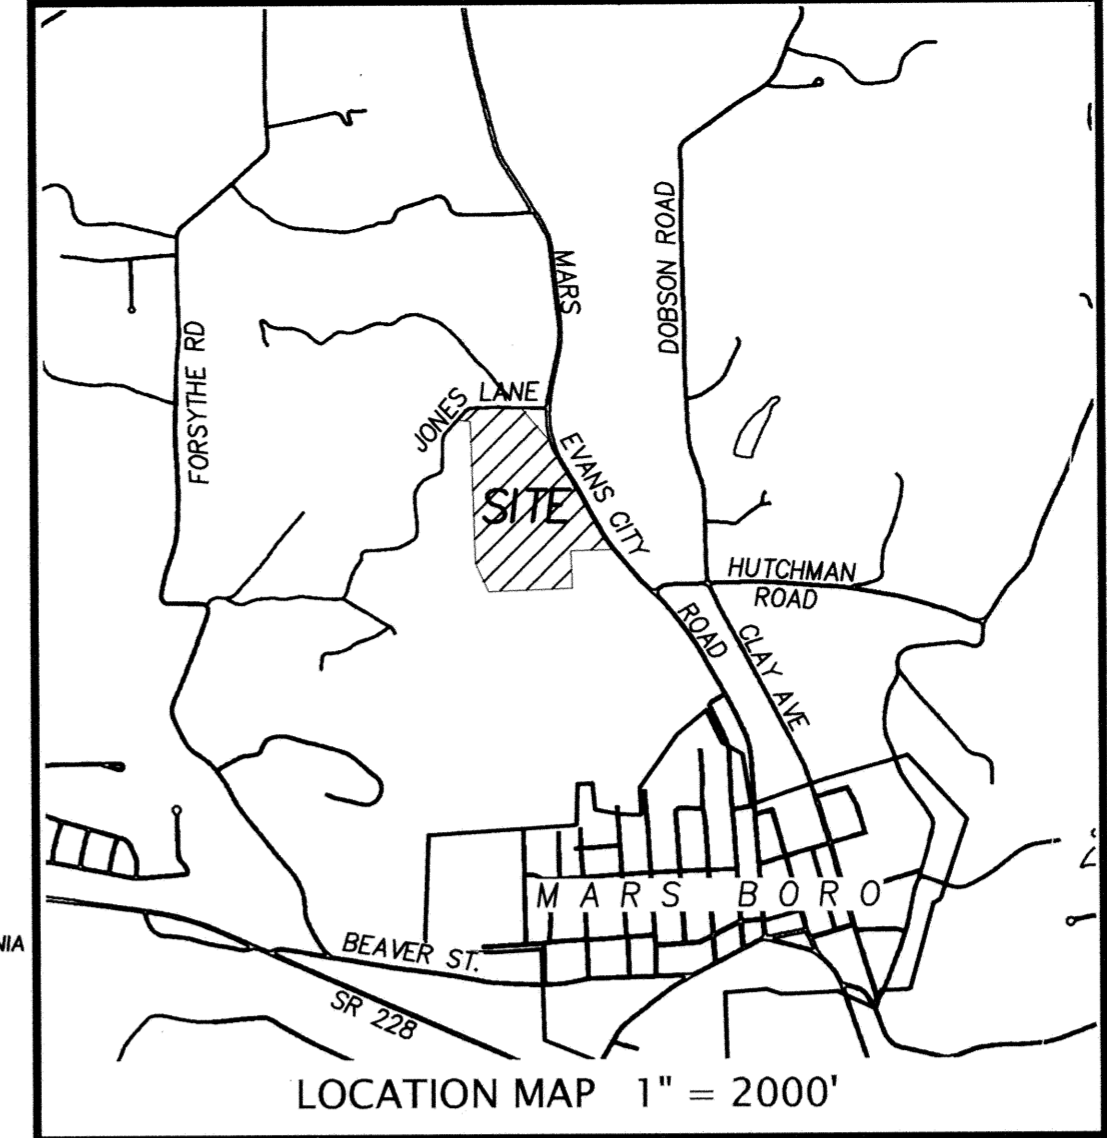 MARS
DOBSON ROAD
FORSYTHE RD
JONES LANE
EVANS CITY
SITE
HUTCHMAN
ROAD
ROAD
CLAY AVE
MARS BORO
NIA
BEAVER ST.
SR 228
LOCATION MAP 1" = 2000'